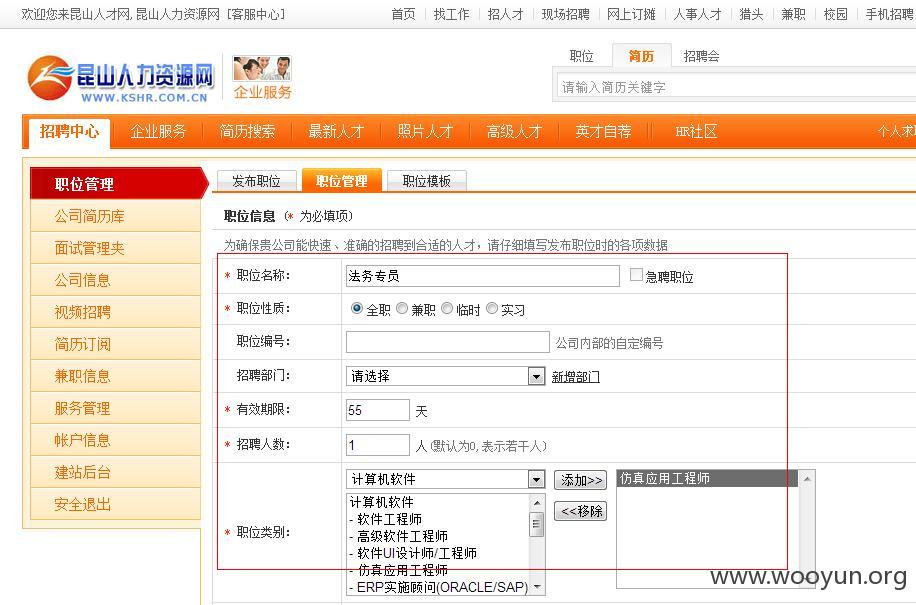 欢迎您来昆山人才网,昆山人力资源网 [客服中心] 首页 找工作 招人才 现场招聘 网上订摊 人事人才 猎头 兼职 校园 手机招聘
昆山人力资源网
WWW.KSHR.COM.CN
企业服务
职位 简历 招聘会
请输入简历关键字
招聘中心 企业服务 简历搜索 最新人才 照片人才 高级人才 英才自荐 HR社区 个人求职
职位管理
公司简历库
面试管理夹
公司信息
视频招聘
简历订阅
兼职信息
服务管理
帐户信息
建站后台
安全退出
发布职位 职位管理 职位模板
职位信息 (* 为必填项)
为确保贵公司能快速、准确的招聘到合适的人才,请仔细填写发布职位时的各项数据
* 职位名称: 法务专员 急聘职位
* 职位性质: 全职 兼职 临时 实习
职位编号: 公司内部的自定编号
招聘部门: 请选择 新增部门
* 有效期限: 55 天
* 招聘人数: 1 人(默认为0,表示若干人)
* 职位类别: 计算机软件 添加>> 仿真应用工程师
<<移除
计算机软件
- 软件工程师
- 高级软件工程师
- 软件UI设计师/工程师
- 仿真应用工程师
- ERP实施顾问(ORACLE/SAP)
www.wooyun.org